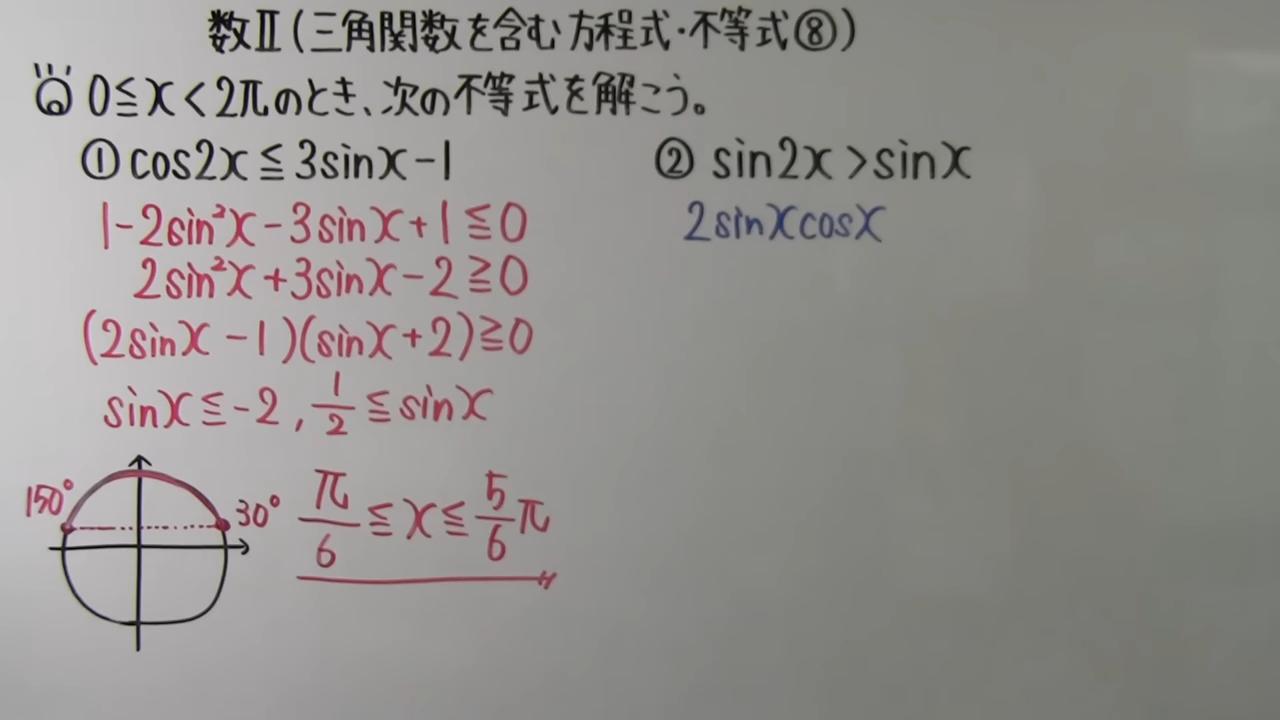 数Ⅱ(三角関数を含む方程式・不等式⑧)
Q 0≦x<2πのとき、次の不等式を解こう。
① cos2x≦3sinx-1
1-2sin²x-3sinx+1≦0
2sin²x+3sinx-2≧0
(2sinx-1)(sinx+2)≧0
sinx≦-2, 1/2≦sinx
150° 30°
π/6≦x≦5/6π
② sin2x>sinx
2sinxcosx